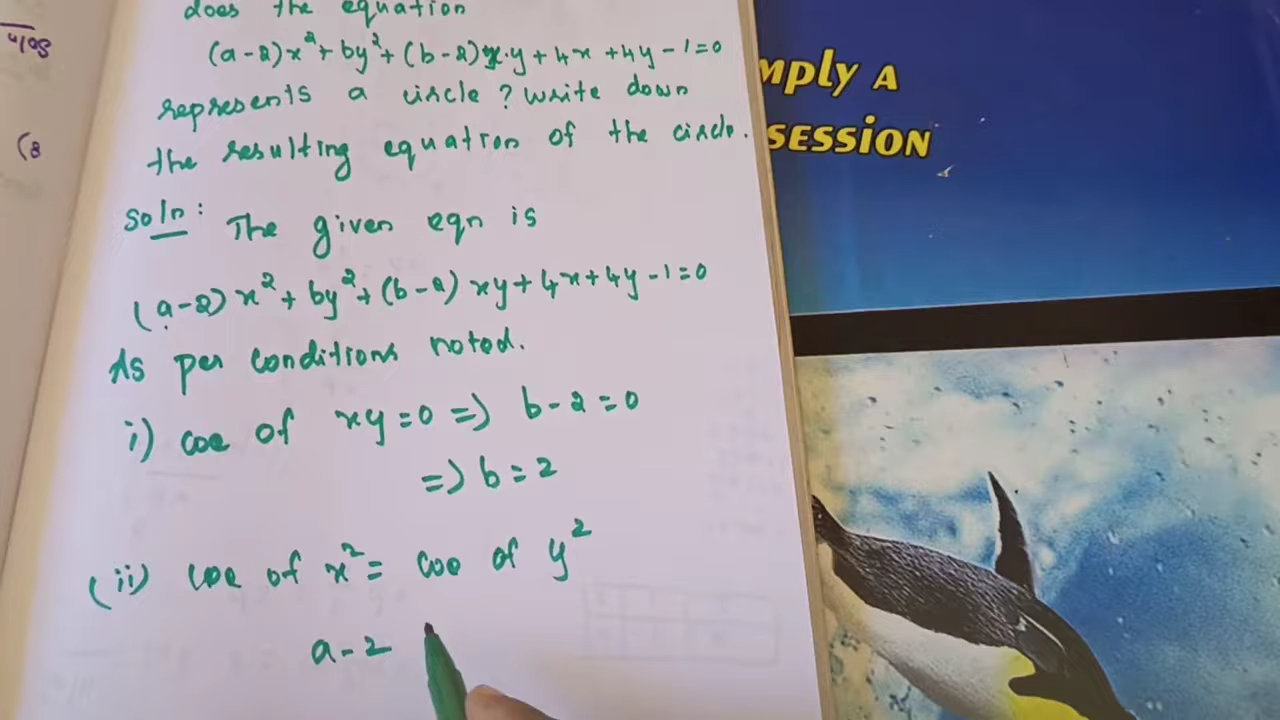 does the equation
(a-2)x²+by²+(b-2)x.y+4x+4y-1=0
represents a circle? Write down
the resulting equation of the circle.
Soln: The given eqn is
(a-2)x²+by²+(b-2)xy+4x+4y-1=0
As per conditions noted.
i) coe of xy=0 => b-2=0
=> b=2
(ii) coe of x² = coe of y²
a-2
MPLY A
SESSION